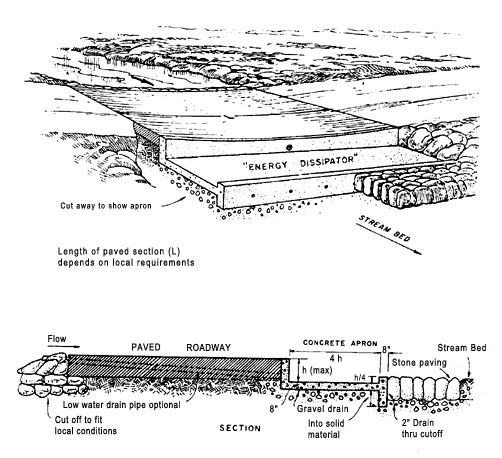 "ENERGY DISSIPATOR"
Cut away to show apron
STREAM BED
Length of paved section (L)
depends on local requirements
Flow
PAVED ROADWAY
CONCRETE APRON
8"
4 h
h (max)
h/4
Stream Bed
Stone paving
Low water drain pipe optional
8"
Gravel drain
Cut off to fit
local conditions
SECTION
Into solid
material
2" Drain
thru cutoff